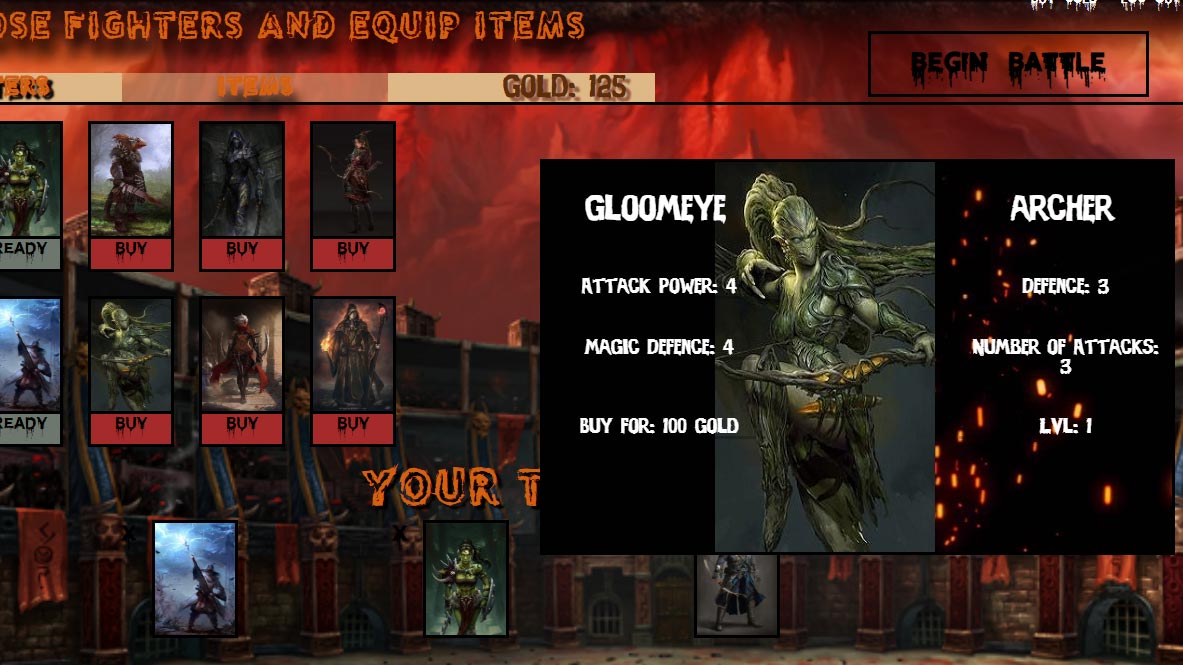 OSE FIGHTERS AND EQUIP ITEMS
BEGIN BATTLE
TERS
ITEMS
GOLD: 125
READY
BUY
BUY
BUY
GLOOMEYE
ARCHER
ATTACK POWER: 4
DEFENCE: 3
MAGIC DEFENCE: 4
NUMBER OF ATTACKS:
3
BUY FOR: 100 GOLD
LVL: 1
READY
BUY
BUY
BUY
YOUR T
X
X